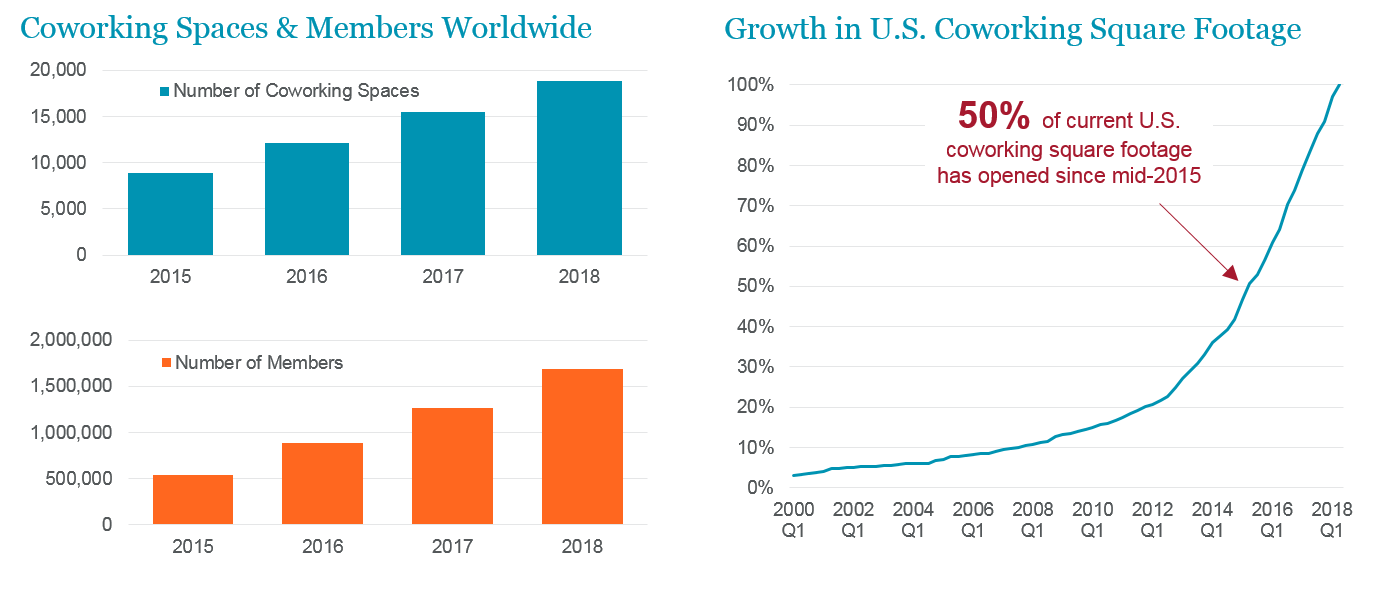 Coworking Spaces & Members Worldwide
20,000
Number of Coworking Spaces
15,000
10,000
5,000
0
2015 2016 2017 2018
2,000,000
Number of Members
1,500,000
1,000,000
500,000
0
2015 2016 2017 2018
Growth in U.S. Coworking Square Footage
100%
90%
80%
70%
60%
50%
40%
30%
20%
10%
0%
50% of current U.S.
coworking square footage
has opened since mid-2015
2000 2002 2004 2006 2008 2010 2012 2014 2016 2018
Q1 Q1 Q1 Q1 Q1 Q1 Q1 Q1 Q1 Q1